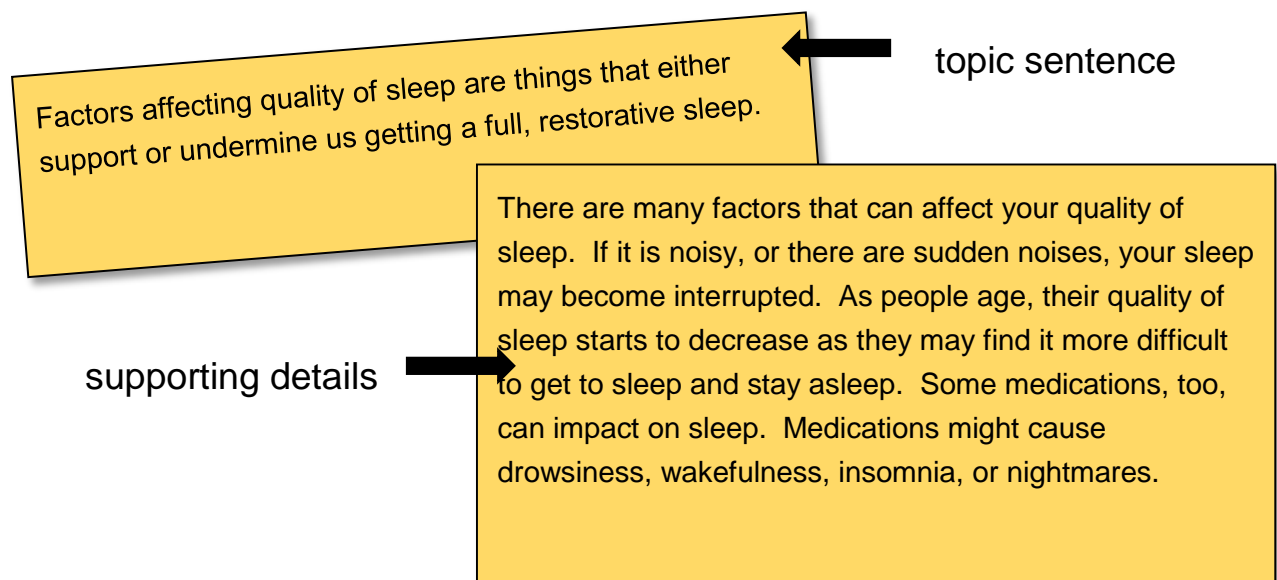 topic sentence
Factors affecting quality of sleep are things that either
support or undermine us getting a full, restorative sleep.
There are many factors that can affect your quality of
sleep.  If it is noisy, or there are sudden noises, your sleep
may become interrupted.  As people age, their quality of
sleep starts to decrease as they may find it more difficult
to get to sleep and stay asleep.  Some medications, too,
can impact on sleep.  Medications might cause
drowsiness, wakefulness, insomnia, or nightmares.
supporting details